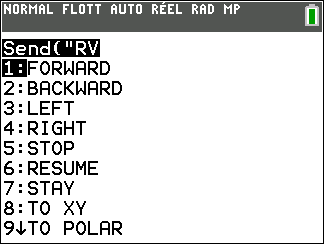 NORMAL FLOTT AUTO RÉEL RAD MP
Send("RV
1:FORWARD
2:BACKWARD
3:LEFT
4:RIGHT
5:STOP
6:RESUME
7:STAY
8:TO XY
9↓TO POLAR